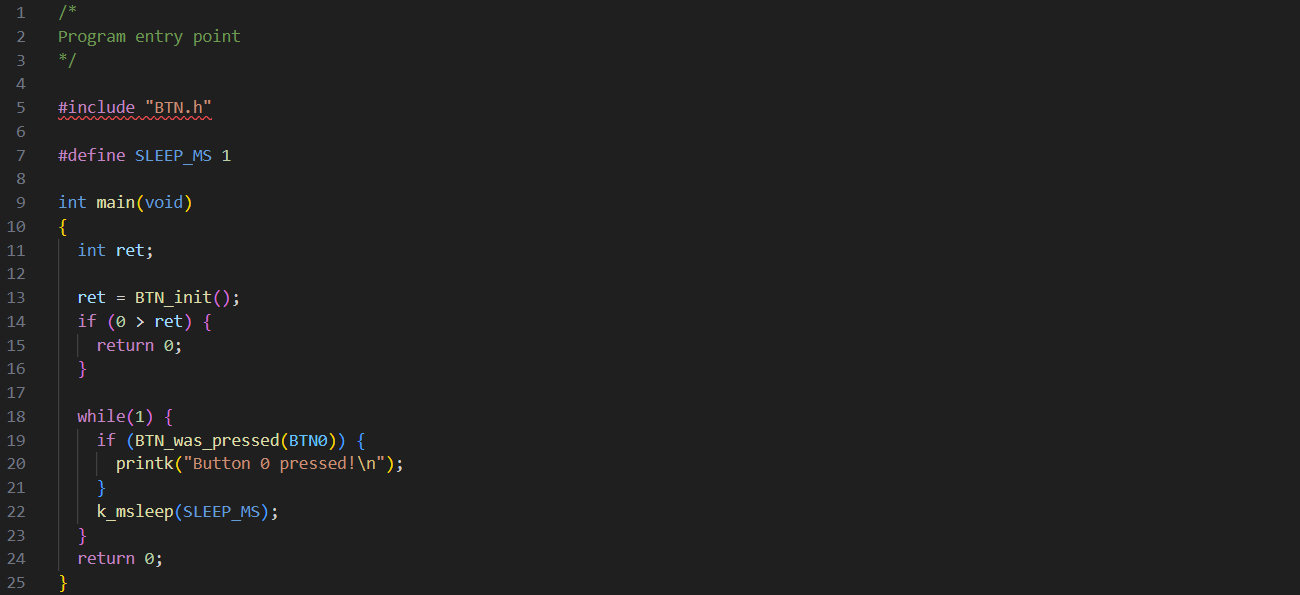 1 /*
2 Program entry point
3 */
4
5 #include "BTN.h"
6
7 #define SLEEP_MS 1
8
9 int main(void)
10 {
11   int ret;
12
13   ret = BTN_init();
14   if (0 > ret) {
15     return 0;
16   }
17
18   while(1) {
19     if (BTN_was_pressed(BTN0)) {
20       printk("Button 0 pressed!\n");
21     }
22     k_msleep(SLEEP_MS);
23   }
24   return 0;
25 }